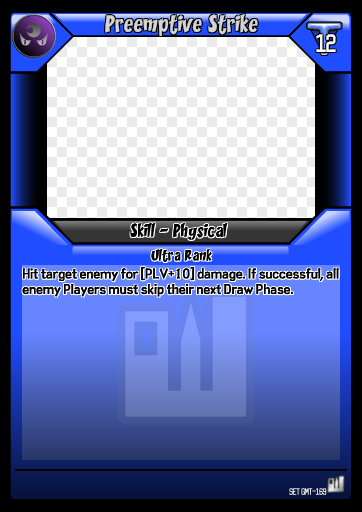 Preemptive Strike
12
Skill - Physical
Ultra Rank
Hit target enemy for [PLV+10] damage. If successful, all
enemy Players must skip their next Draw Phase.
SET GMT-169